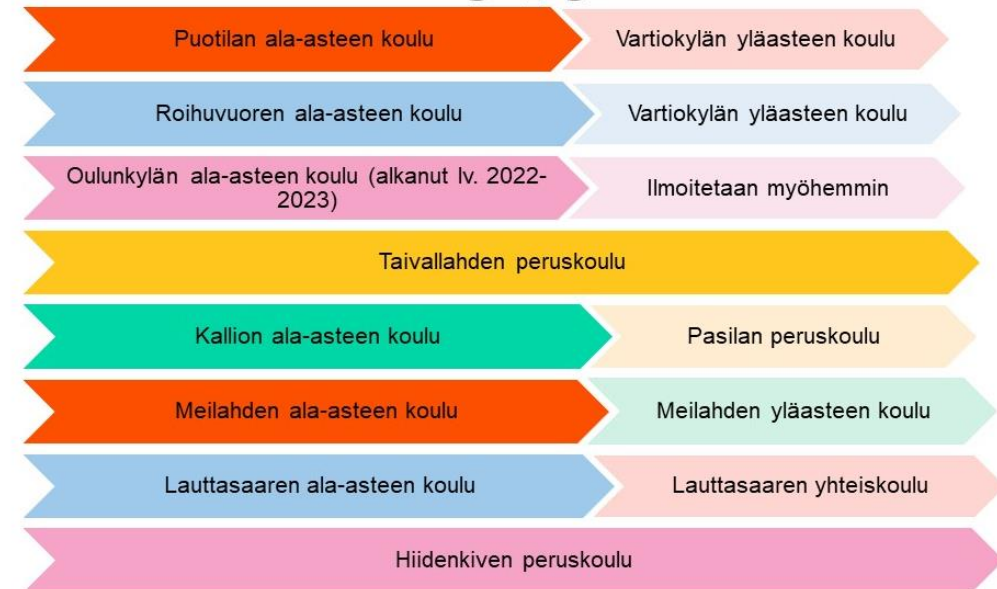 Puotilan ala-asteen koulu
Vartiokylän yläasteen koulu
Roihuvuoren ala-asteen koulu
Vartiokylän yläasteen koulu
Oulunkylän ala-asteen koulu (alkanut lv. 2022-
2023)
Ilmoitetaan myöhemmin
Taivallahden peruskoulu
Kallion ala-asteen koulu
Pasilan peruskoulu
Meilahden ala-asteen koulu
Meilahden yläasteen koulu
Lauttasaaren ala-asteen koulu
Lauttasaaren yhteiskoulu
Hiidenkiven peruskoulu